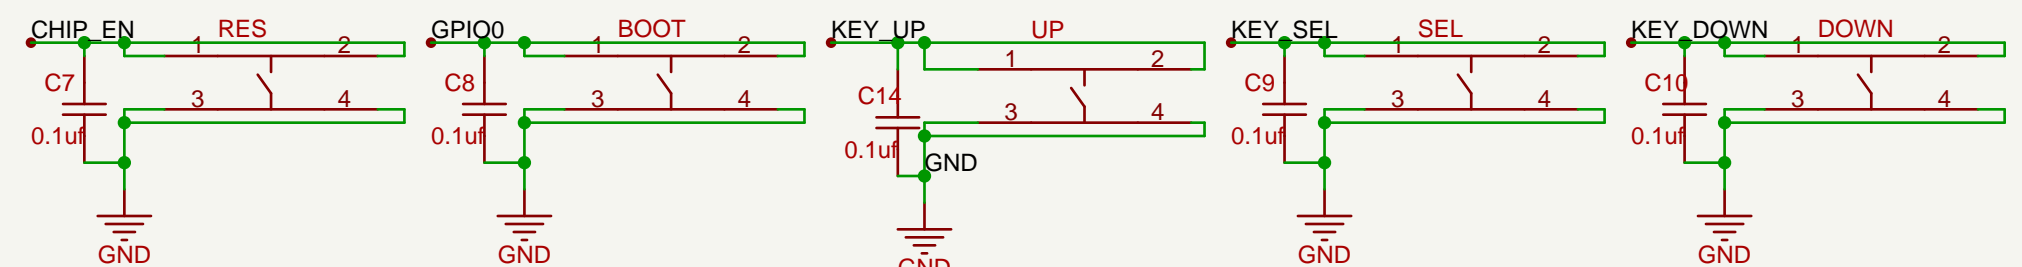 CHIP_EN
RES
1
2
C7
3
4
0.1uf
GND
GPIO0
BOOT
1
2
C8
3
4
0.1uf
GND
KEY_UP
UP
1
2
C14
3
4
0.1uf
GND
GND
KEY_SEL
SEL
1
2
C9
3
4
0.1uf
GND
KEY_DOWN
DOWN
1
2
C10
3
4
0.1uf
GND